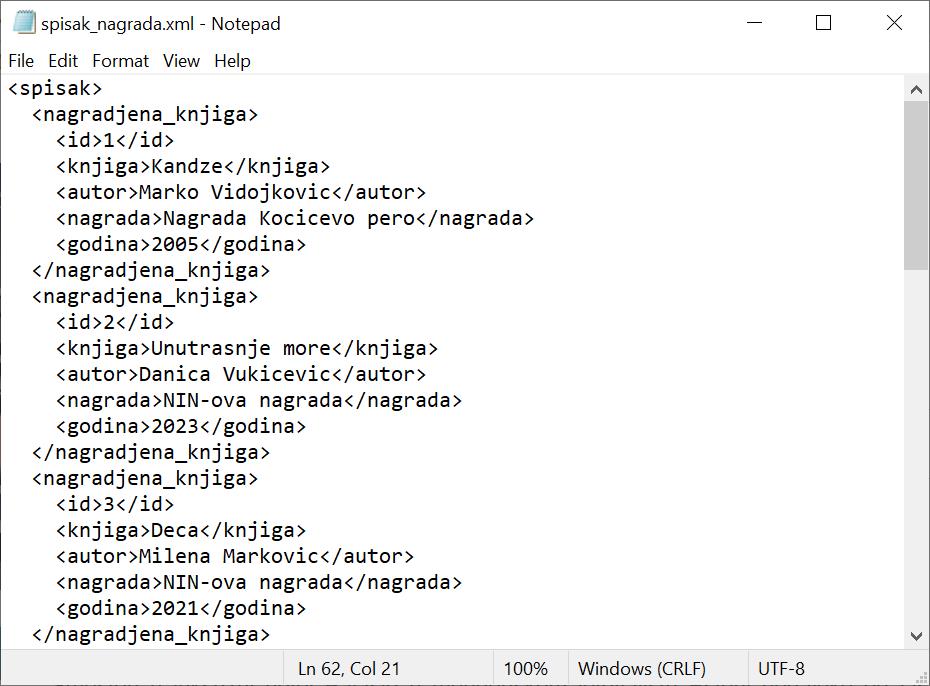 spisak_nagrada.xml - Notepad
File Edit Format View Help
<spisak>
  <nagradjena_knjiga>
    <id>1</id>
    <knjiga>Kandze</knjiga>
    <autor>Marko Vidojkovic</autor>
    <nagrada>Nagrada Kocicevo pero</nagrada>
    <godina>2005</godina>
  </nagradjena_knjiga>
  <nagradjena_knjiga>
    <id>2</id>
    <knjiga>Unutrasnje more</knjiga>
    <autor>Danica Vukicevic</autor>
    <nagrada>NIN-ova nagrada</nagrada>
    <godina>2023</godina>
  </nagradjena_knjiga>
  <nagradjena_knjiga>
    <id>3</id>
    <knjiga>Deca</knjiga>
    <autor>Milena Markovic</autor>
    <nagrada>NIN-ova nagrada</nagrada>
    <godina>2021</godina>
  </nagradjena_knjiga>
Ln 62, Col 21 100% Windows (CRLF) UTF-8